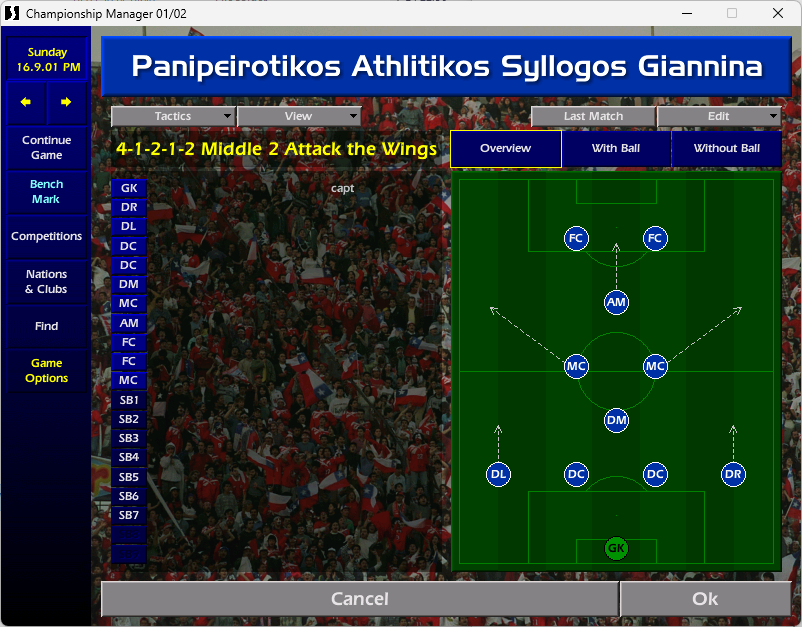 Championship Manager 01/02
Sunday
16.9.01 PM
Continue
Game
Bench
Mark
Competitions
Nations
& Clubs
Find
Game
Options
Panipeirotikos Athlitikos Syllogos Giannina
Tactics
View
Last Match
Edit
4-1-2-1-2 Middle 2 Attack the Wings
Overview
With Ball
Without Ball
GK
capt
DR
DL
DC
DC
DM
MC
AM
FC
FC
MC
SB1
SB2
SB3
SB4
SB5
SB6
SB7
FC FC
AM
MC MC
DM
DL DC DC DR
GK
Cancel
Ok